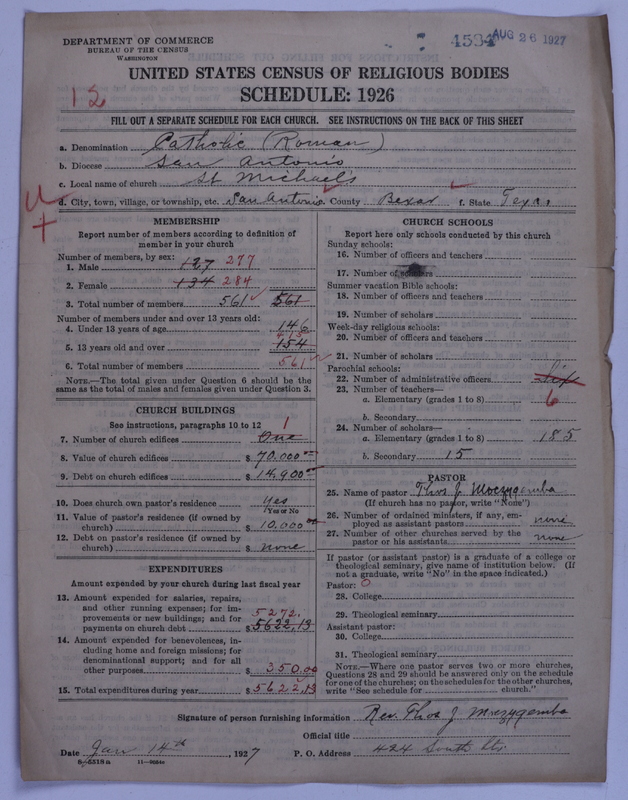 DEPARTMENT OF COMMERCE
BUREAU OF THE CENSUS
WASHINGTON
4594 AUG 26 1927
12
UNITED STATES CENSUS OF RELIGIOUS BODIES
SCHEDULE: 1926
FILL OUT A SEPARATE SCHEDULE FOR EACH CHURCH. SEE INSTRUCTIONS ON THE BACK OF THIS SHEET
a. Denomination Catholic (Roman)
b. Diocese San Antonio
c. Local name of church St Michaels
d. City, town, village, or township, etc. San Antonio e. County Bexar f. State Texas
MEMBERSHIP
Report number of members according to definition of
member in your church
Number of members, by sex:
1. Male 127 277
2. Female 134 284
3. Total number of members 561 561
Number of members under and over 13 years old:
4. Under 13 years of age 146
5. 13 years old and over 154
6. Total number of members 561
NOTE.—The total given under Question 6 should be the
same as the total of males and females given under Question 3.
CHURCH BUILDINGS
See instructions, paragraphs 10 to 12
7. Number of church edifices One 1
8. Value of church edifices $ 70.000 00
9. Debt on church edifices $ 14,900
10. Does church own pastor's residence Yes
Yes or No
11. Value of pastor's residence (if owned by
church) $ 10.000
12. Debt on pastor's residence (if owned by
church) $ none
EXPENDITURES
Amount expended by your church during last fiscal year
13. Amount expended for salaries, repairs,
and other running expenses; for im-
provements or new buildings; and for
payments on church debt $ 5622.13 5272.
14. Amount expended for benevolences, in-
cluding home and foreign missions; for
denominational support; and for all
other purposes $ 350.00
15. Total expenditures during year $ 5622.13
CHURCH SCHOOLS
Report here only schools conducted by this church
Sunday schools:
16. Number of officers and teachers
17. Number of scholars
Summer vacation Bible schools:
18. Number of officers and teachers
19. Number of scholars
Week-day religious schools:
20. Number of officers and teachers
21. Number of scholars
Parochial schools:
22. Number of administrative officers Six
23. Number of teachers—
a. Elementary (grades 1 to 8) 6
b. Secondary
24. Number of scholars—
a. Elementary (grades 1 to 8) 185
b. Secondary 15
PASTOR
25. Name of pastor Thos J Moczygemba
(If church has no pastor, write "None")
26. Number of ordained ministers, if any, em-
ployed as assistant pastors none
27. Number of other churches served by the
pastor or his assistants none
If pastor (or assistant pastor) is a graduate of a college or
theological seminary, give name of institution below. (If
not a graduate, write "No" in the space indicated.)
Pastor: 0
28. College
29. Theological seminary
Assistant pastor:
30. College
31. Theological seminary
NOTE.—Where one pastor serves two or more churches,
Questions 28 and 29 should be answered only on the schedule
for one of the churches; on the schedules for the other churches,
write "See schedule for church."
Signature of person furnishing information Rev. Thos J Moczygemba
Official title
Date Jan 14th, 1927 P. O. Address 424 South Str.
8-5518a 11-9684